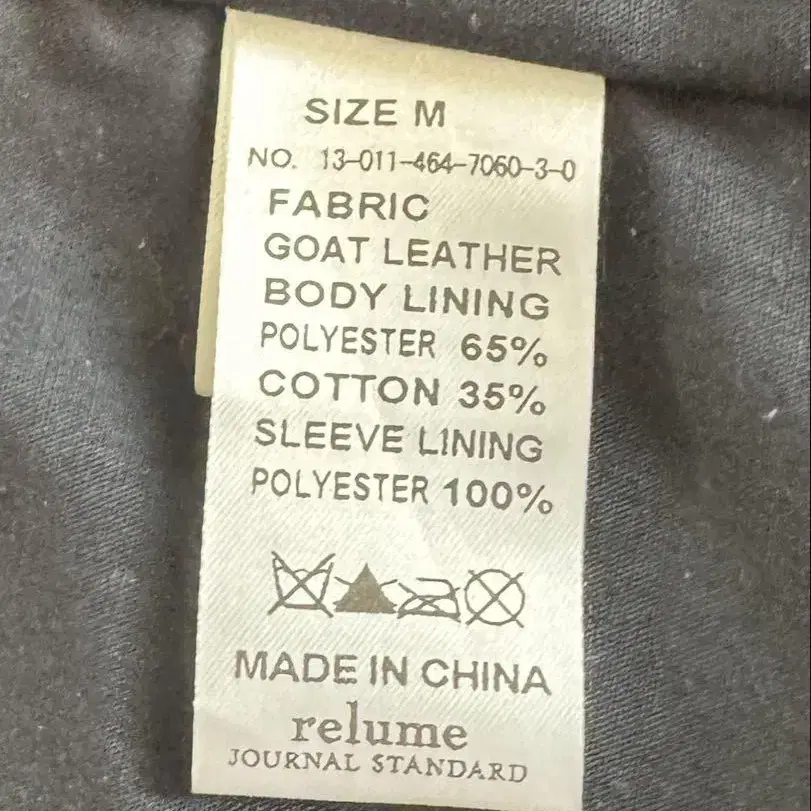 SIZE M
NO. 13-011-464-7060-3-0
FABRIC
GOAT LEATHER
BODY LINING
POLYESTER 65%
COTTON 35%
SLEEVE LINING
POLYESTER 100%
MADE IN CHINA
relume
JOURNAL STANDARD